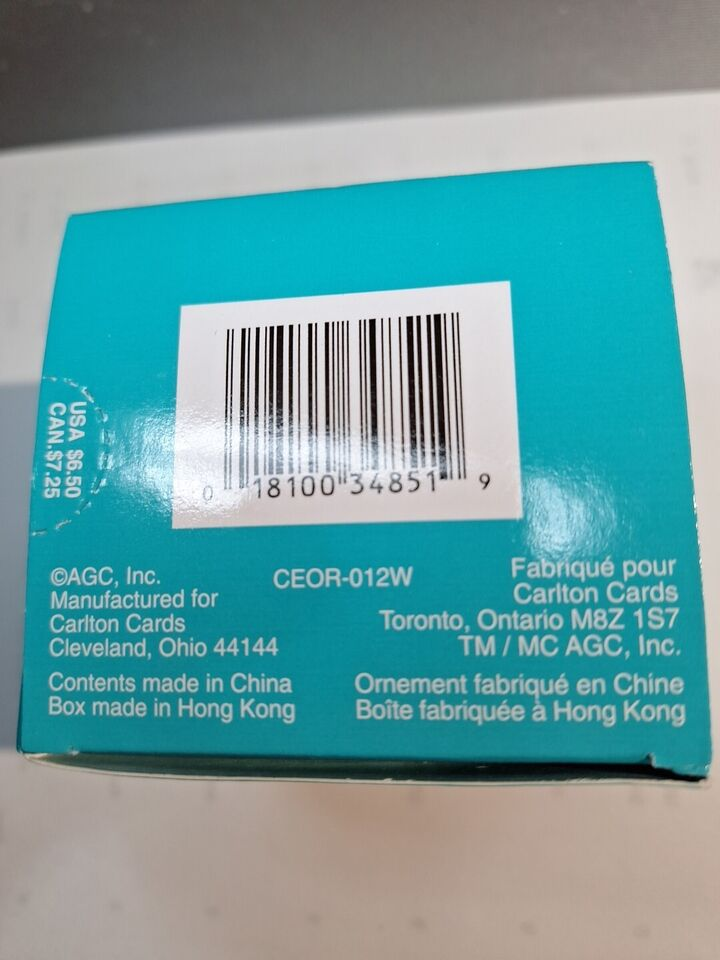 USA $6.50
CAN.$7.25
0 18100 34851 9
©AGC, Inc.
Manufactured for
Carlton Cards
Cleveland, Ohio 44144
Contents made in China
Box made in Hong Kong
CEOR-012W
Fabriqué pour
Carlton Cards
Toronto, Ontario M8Z 1S7
TM / MC AGC, Inc.
Ornement fabriqué en Chine
Boîte fabriquée à Hong Kong